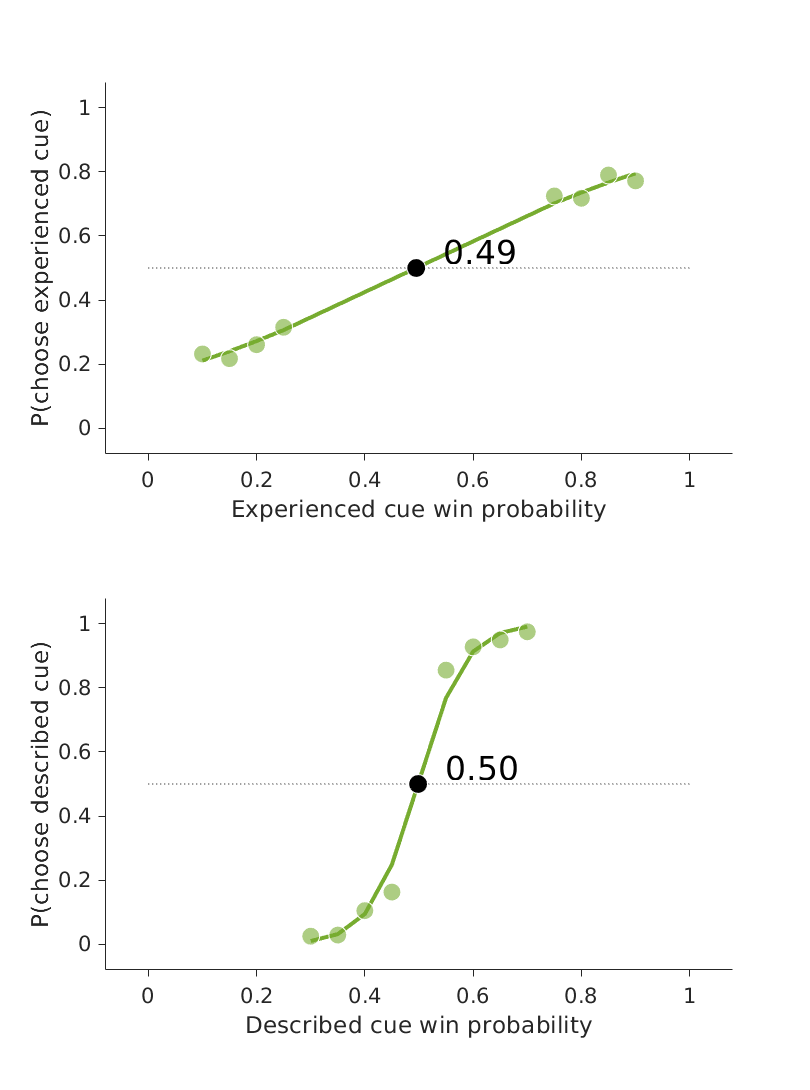 P(choose experienced cue)
1
0.8
0.6
0.4
0.2
0
0.49
0 0.2 0.4 0.6 0.8 1
Experienced cue win probability
P(choose described cue)
1
0.8
0.6
0.4
0.2
0
0.50
0 0.2 0.4 0.6 0.8 1
Described cue win probability